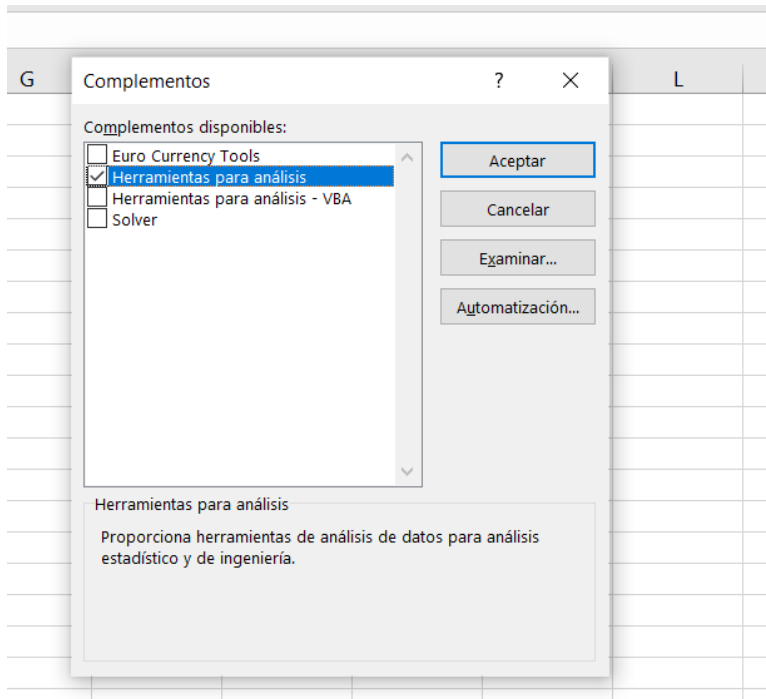 G
L
Complementos
?
Complementos disponibles:
Euro Currency Tools
Herramientas para análisis
Herramientas para análisis - VBA
Solver
Aceptar
Cancelar
Examinar...
Automatización...
Herramientas para análisis
Proporciona herramientas de análisis de datos para análisis
estadístico y de ingeniería.